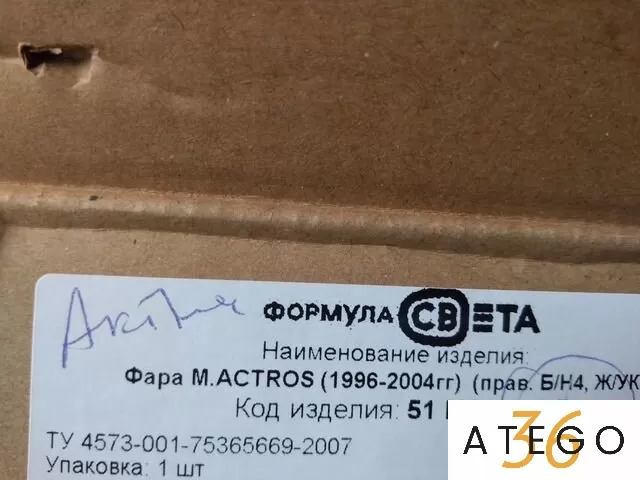 ФОРМУЛА СВЕТА
Наименование изделия:
Фара M.ACTROS (1996-2004гг) (прав. Б/Н4, Ж/УК
Код изделия: 51
ТУ 4573-001-75365669-2007
Упаковка: 1 шт
36
ATEGO